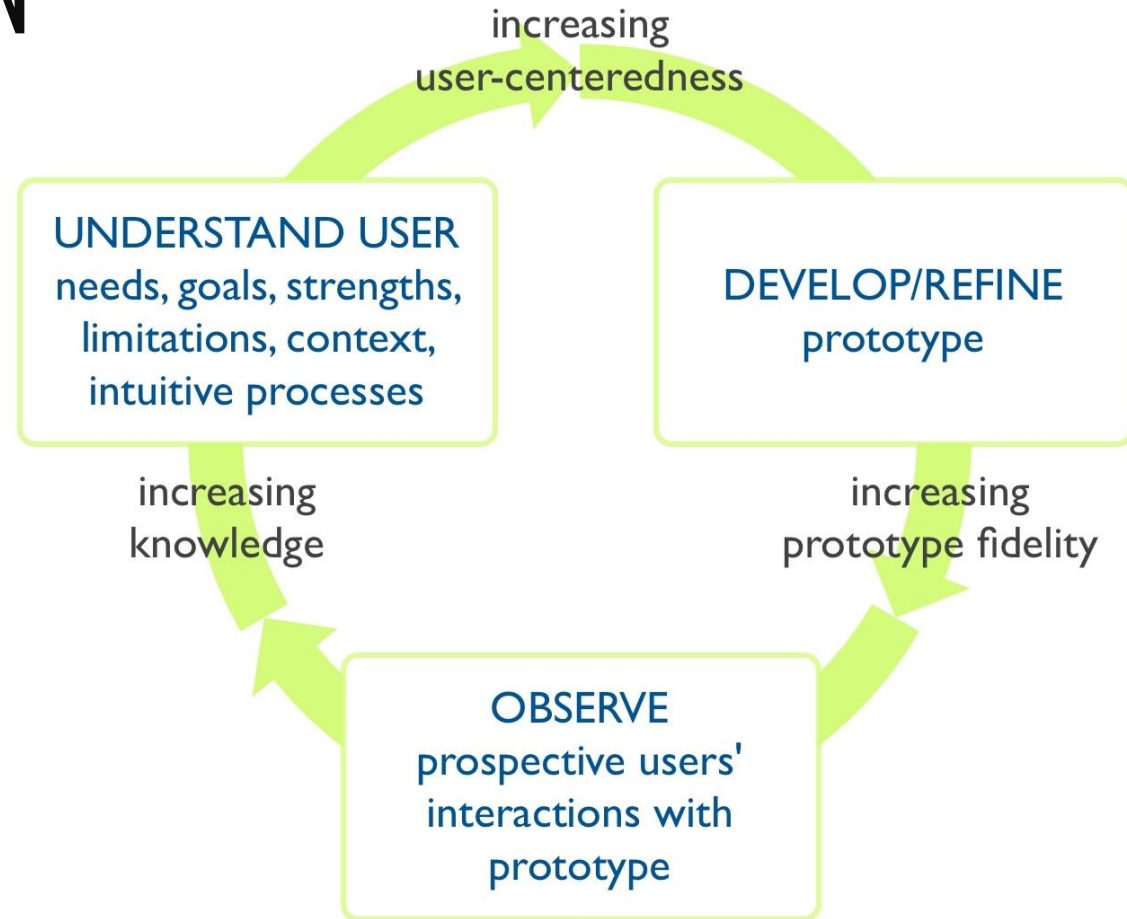 N
increasing
user-centeredness
UNDERSTAND USER
needs, goals, strengths,
limitations, context,
intuitive processes
DEVELOP/REFINE
prototype
increasing
knowledge
increasing
prototype fidelity
OBSERVE
prospective users'
interactions with
prototype